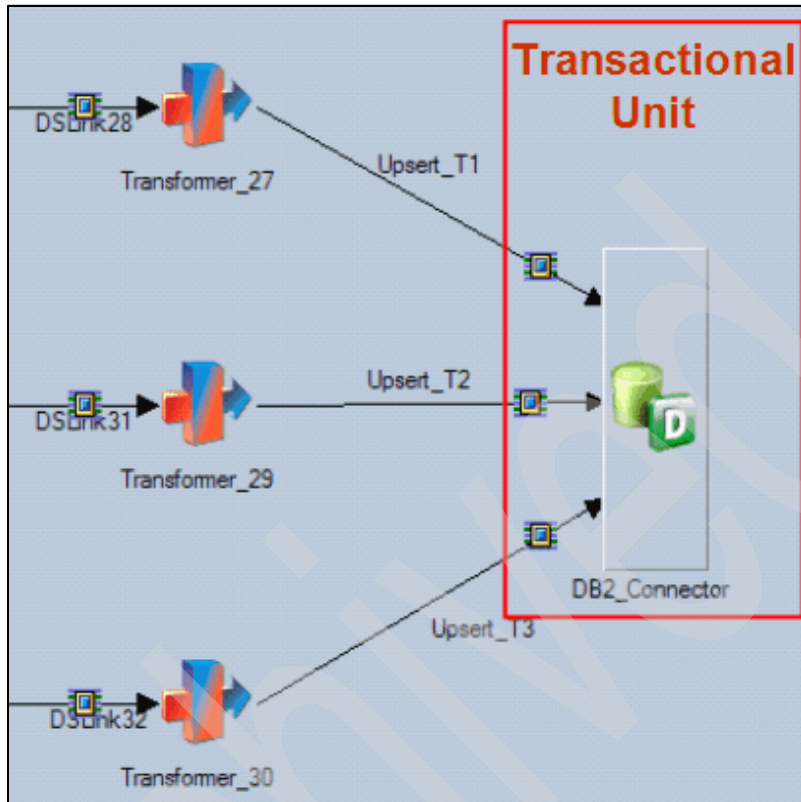 Transactional
Unit
DSLink28
Transformer_27
Upsert_T1
DSLink31
Transformer_29
Upsert_T2
D
DB2_Connector
Upsert_T3
DSLink32
Transformer_30